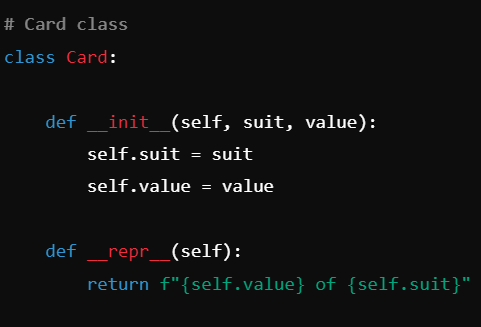 # Card class
class Card:
    def __init__(self, suit, value):
        self.suit = suit
        self.value = value
    def __repr__(self):
        return f"{self.value} of {self.suit}"